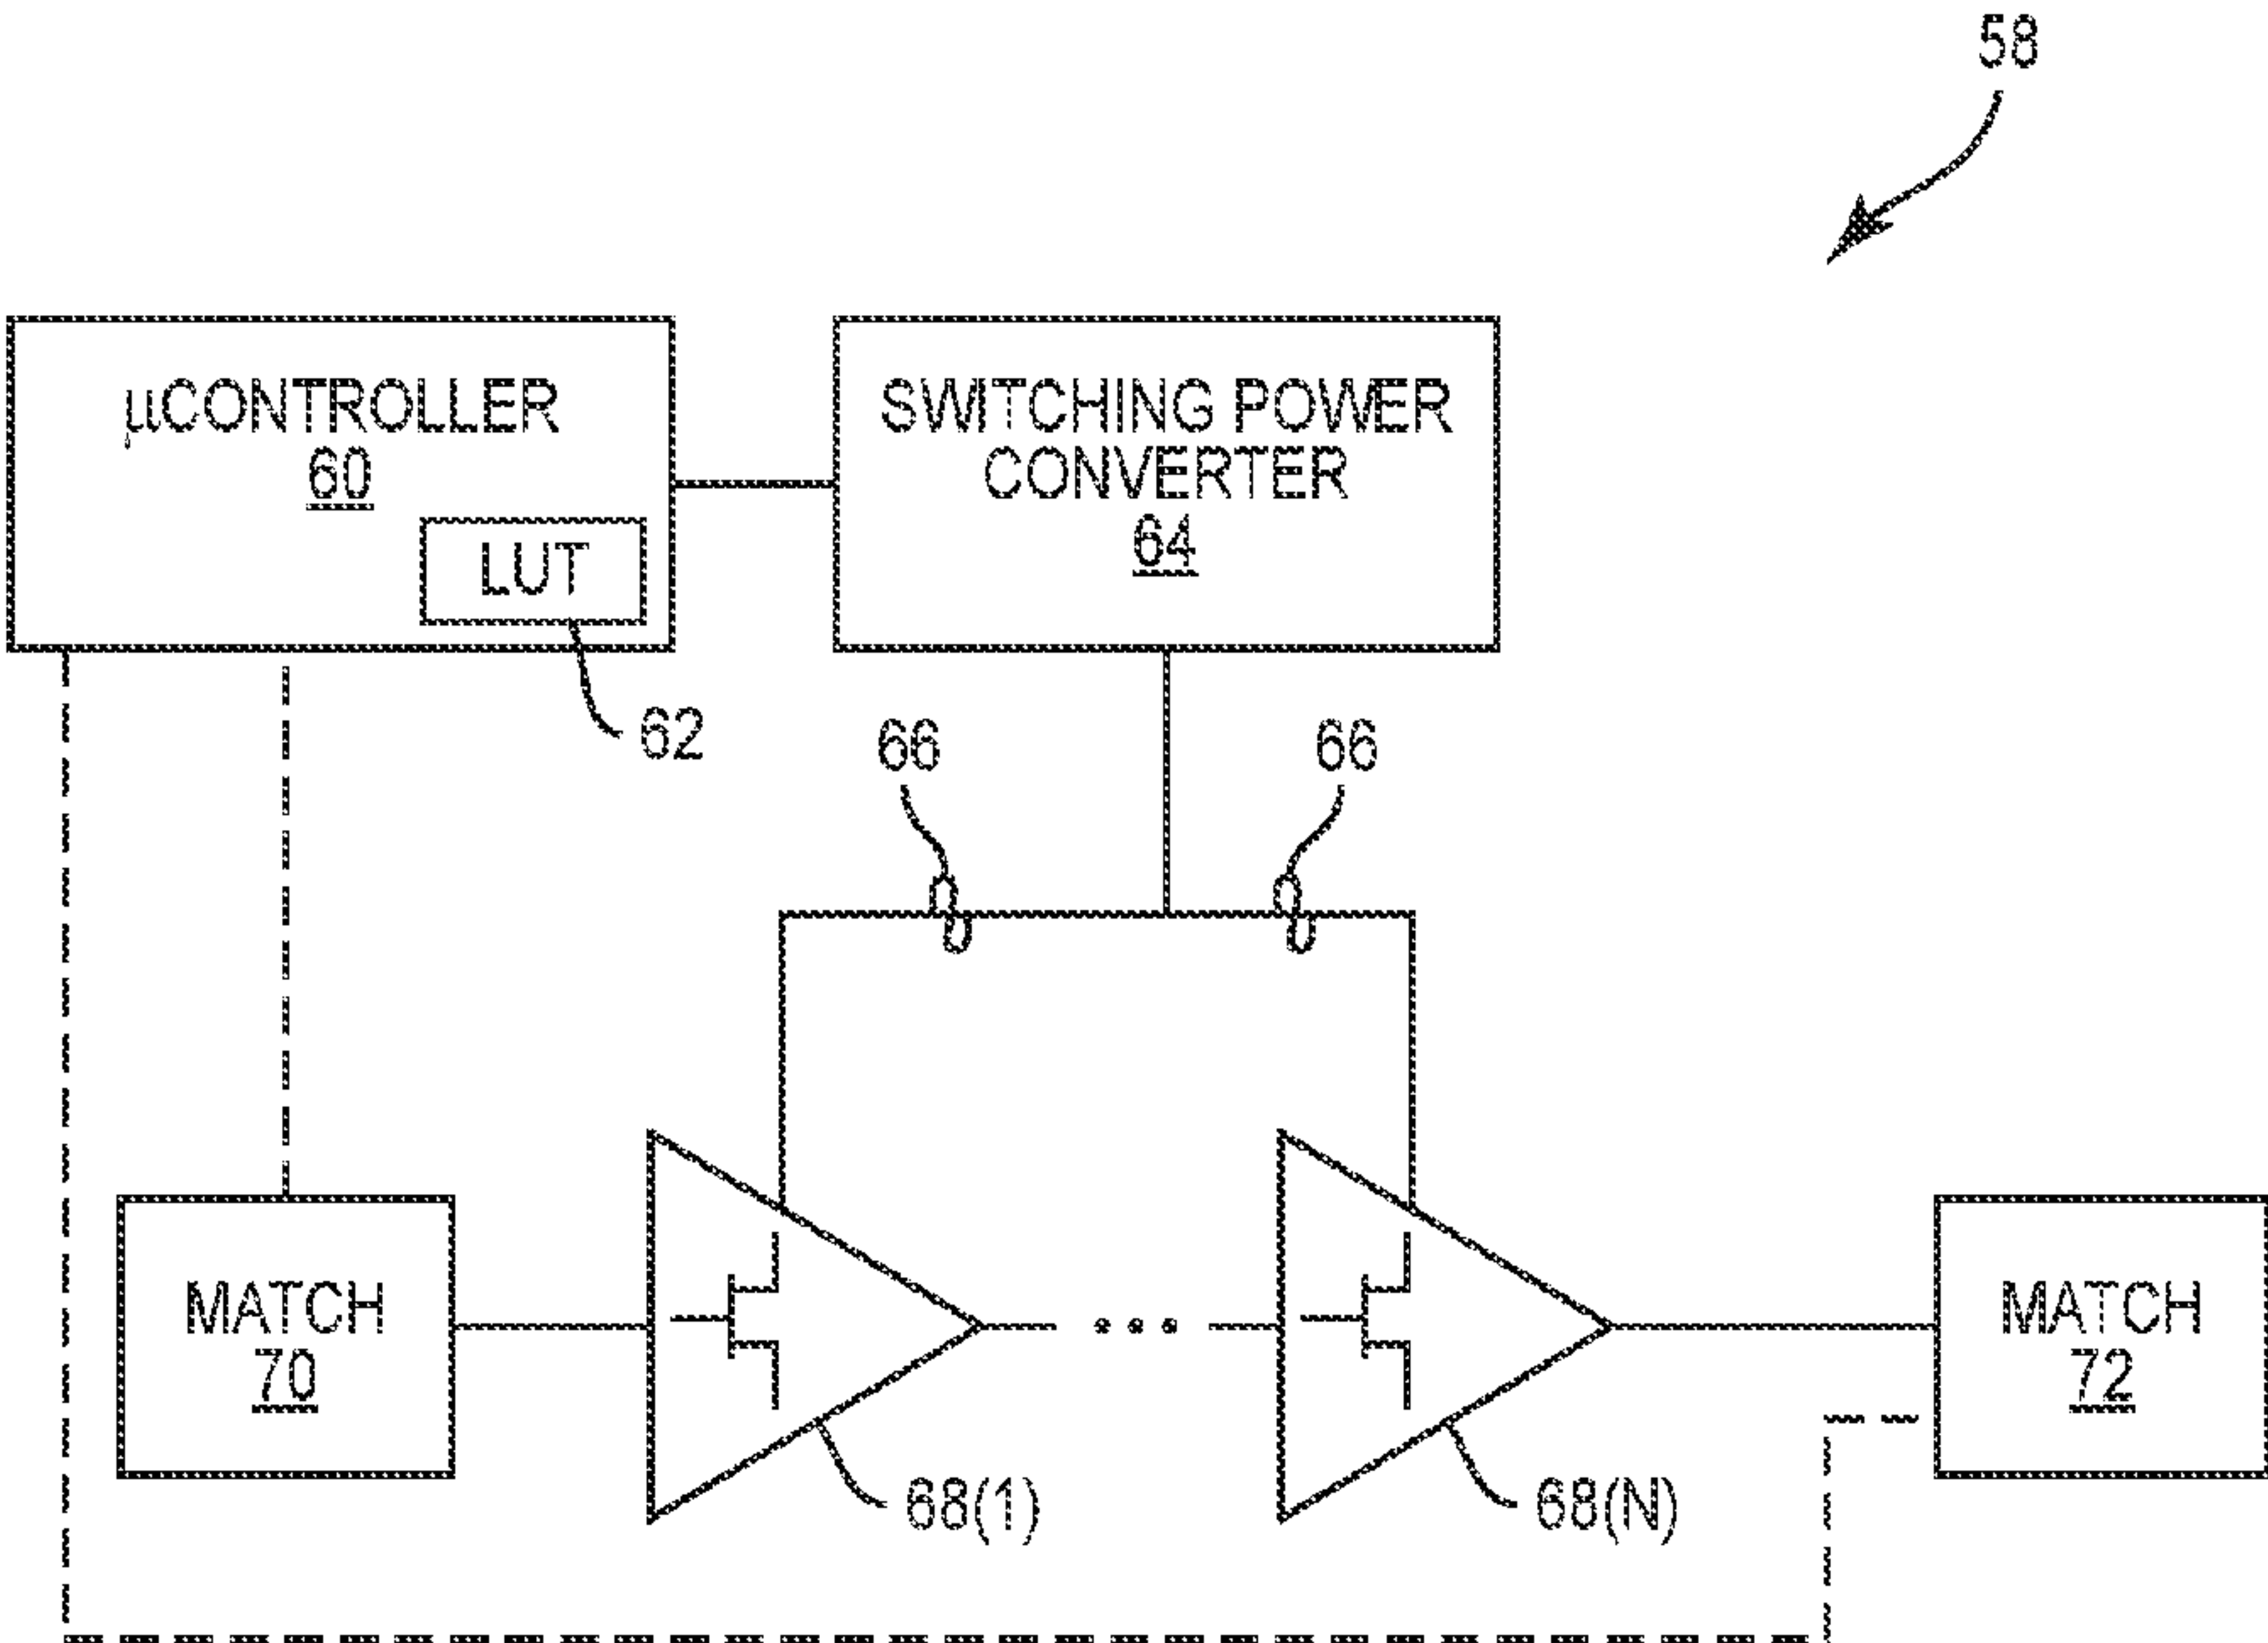 58
μCONTROLLER
60
LUT
62
SWITCHING POWER
CONVERTER
64
66
66
MATCH
70
68(1)
• • •
68(N)
MATCH
72